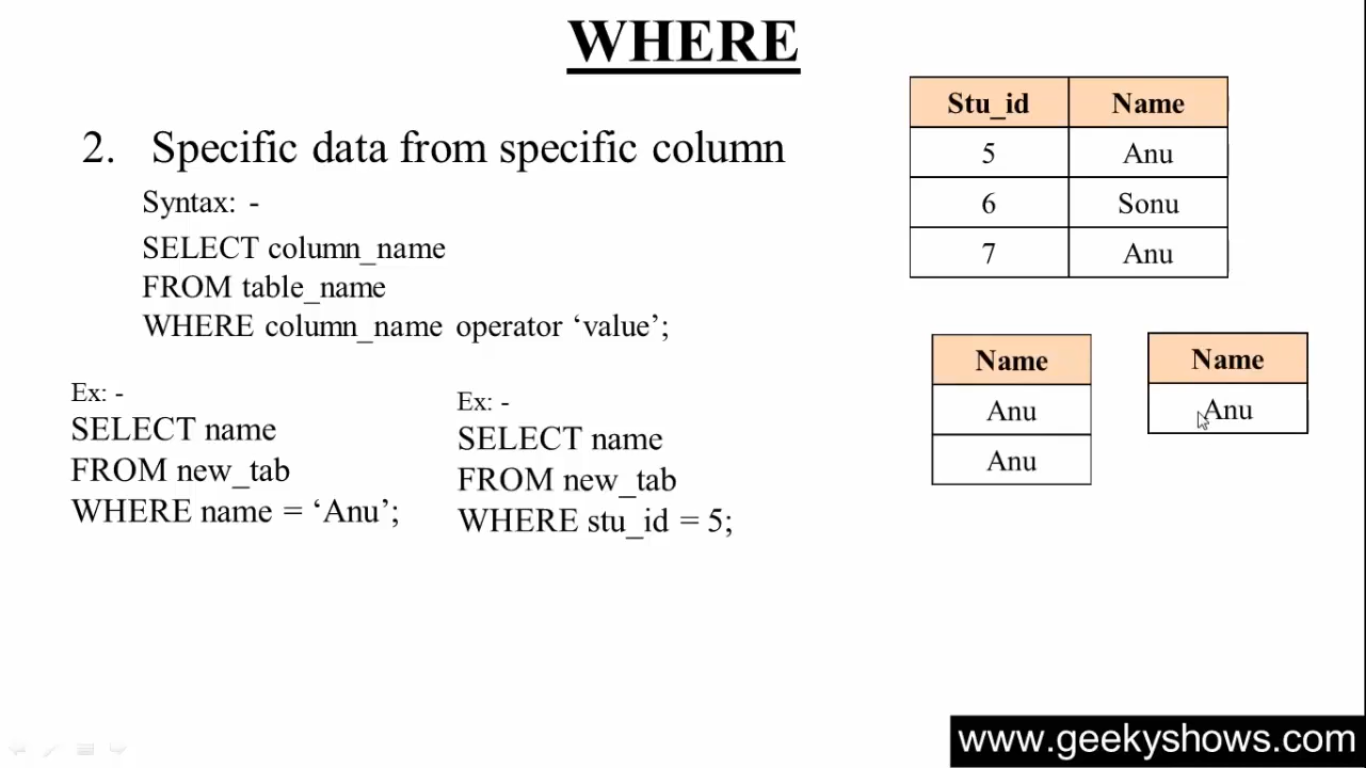 WHERE
2. Specific data from specific column
Syntax: -
SELECT column_name
FROM table_name
WHERE column_name operator ‘value’;
Ex: -
SELECT name
FROM new_tab
WHERE name = ‘Anu’;
Ex: -
SELECT name
FROM new_tab
WHERE stu_id = 5;
Stu_id Name
5 Anu
6 Sonu
7 Anu
Name
Anu
Anu
Name
Anu
www.geekyshows.com